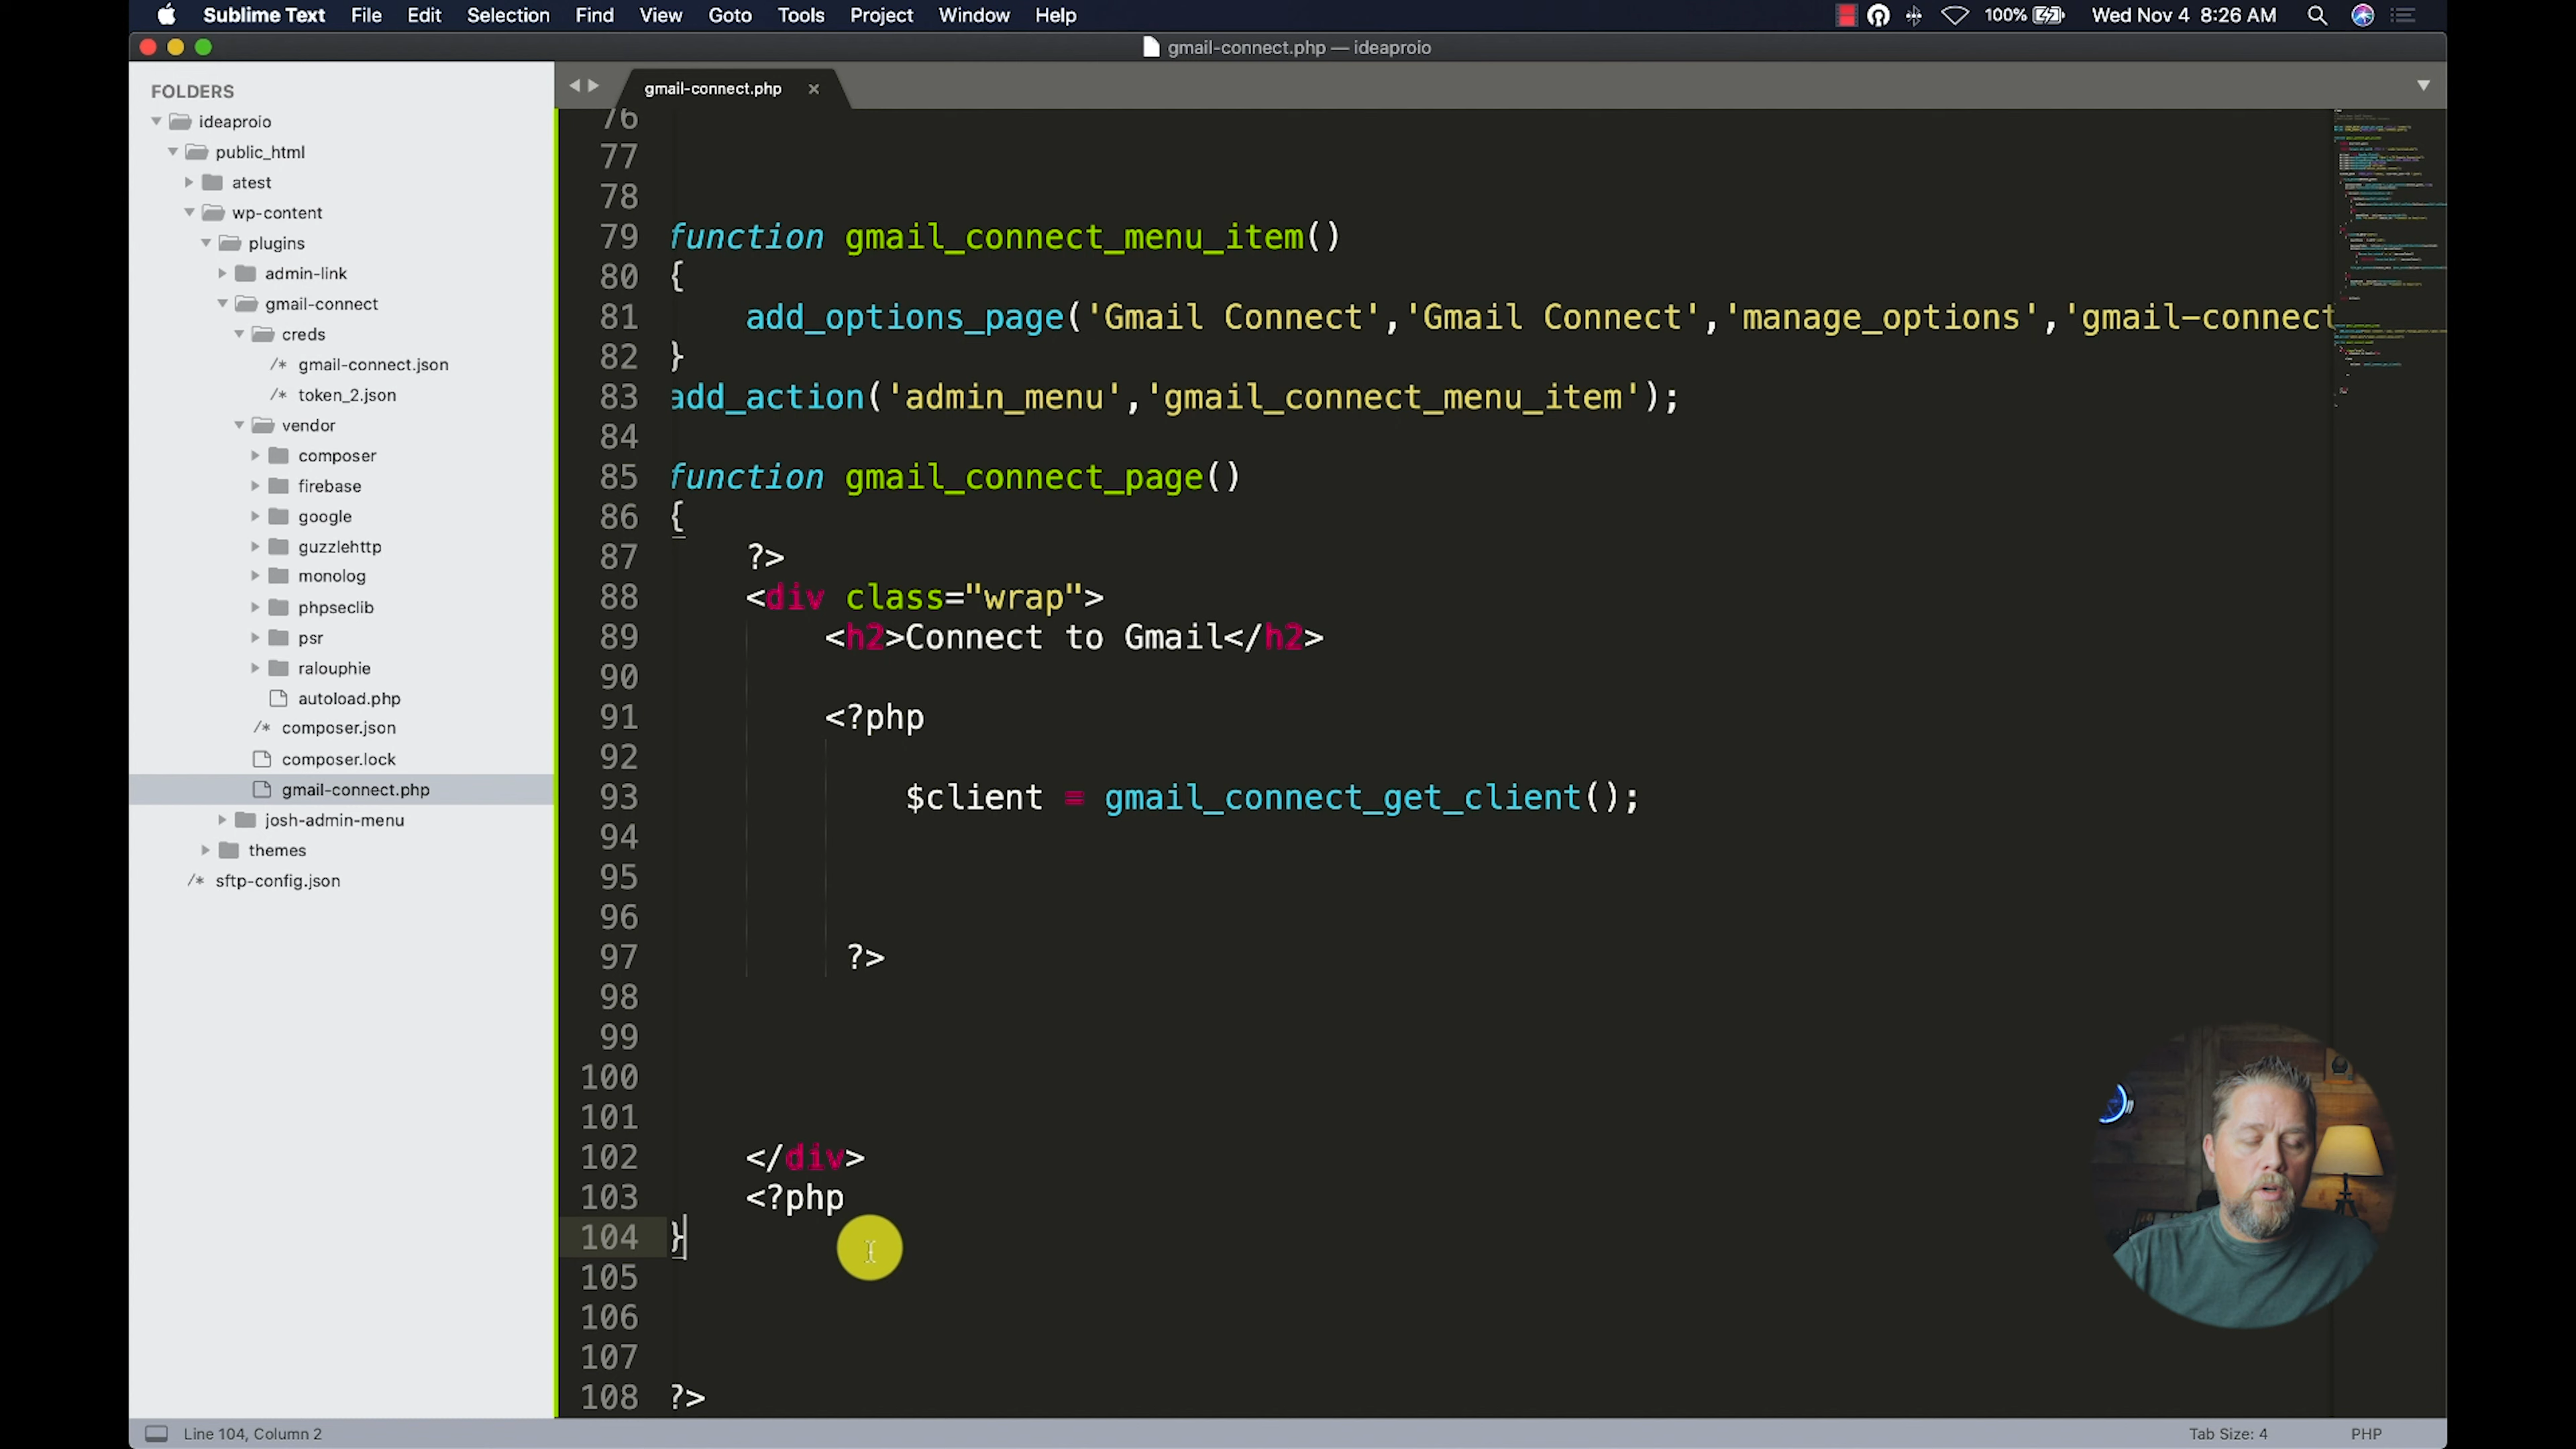 Sublime Text File Edit Selection Find View Goto Tools Project Window Help 100% Wed Nov 4 8:26 AM
gmail-connect.php — ideaproio
FOLDERS
ideaproio
public_html
atest
wp-content
plugins
admin-link
gmail-connect
creds
/* gmail-connect.json
/* token_2.json
vendor
composer
firebase
google
guzzlehttp
monolog
phpseclib
psr
ralouphie
autoload.php
/* composer.json
composer.lock
gmail-connect.php
josh-admin-menu
themes
/* sftp-config.json
gmail-connect.php ×
76
77
78
79 function gmail_connect_menu_item()
80 {
81 add_options_page('Gmail Connect','Gmail Connect','manage_options','gmail-connect
82 }
83 add_action('admin_menu','gmail_connect_menu_item');
84
85 function gmail_connect_page()
86 {
87 ?>
88 <div class="wrap">
89 <h2>Connect to Gmail</h2>
90
91 <?php
92
93 $client = gmail_connect_get_client();
94
95
96
97 ?>
98
99
100
101
102 </div>
103 <?php
104 }
105
106
107
108 ?>
Line 104, Column 2 Tab Size: 4 PHP